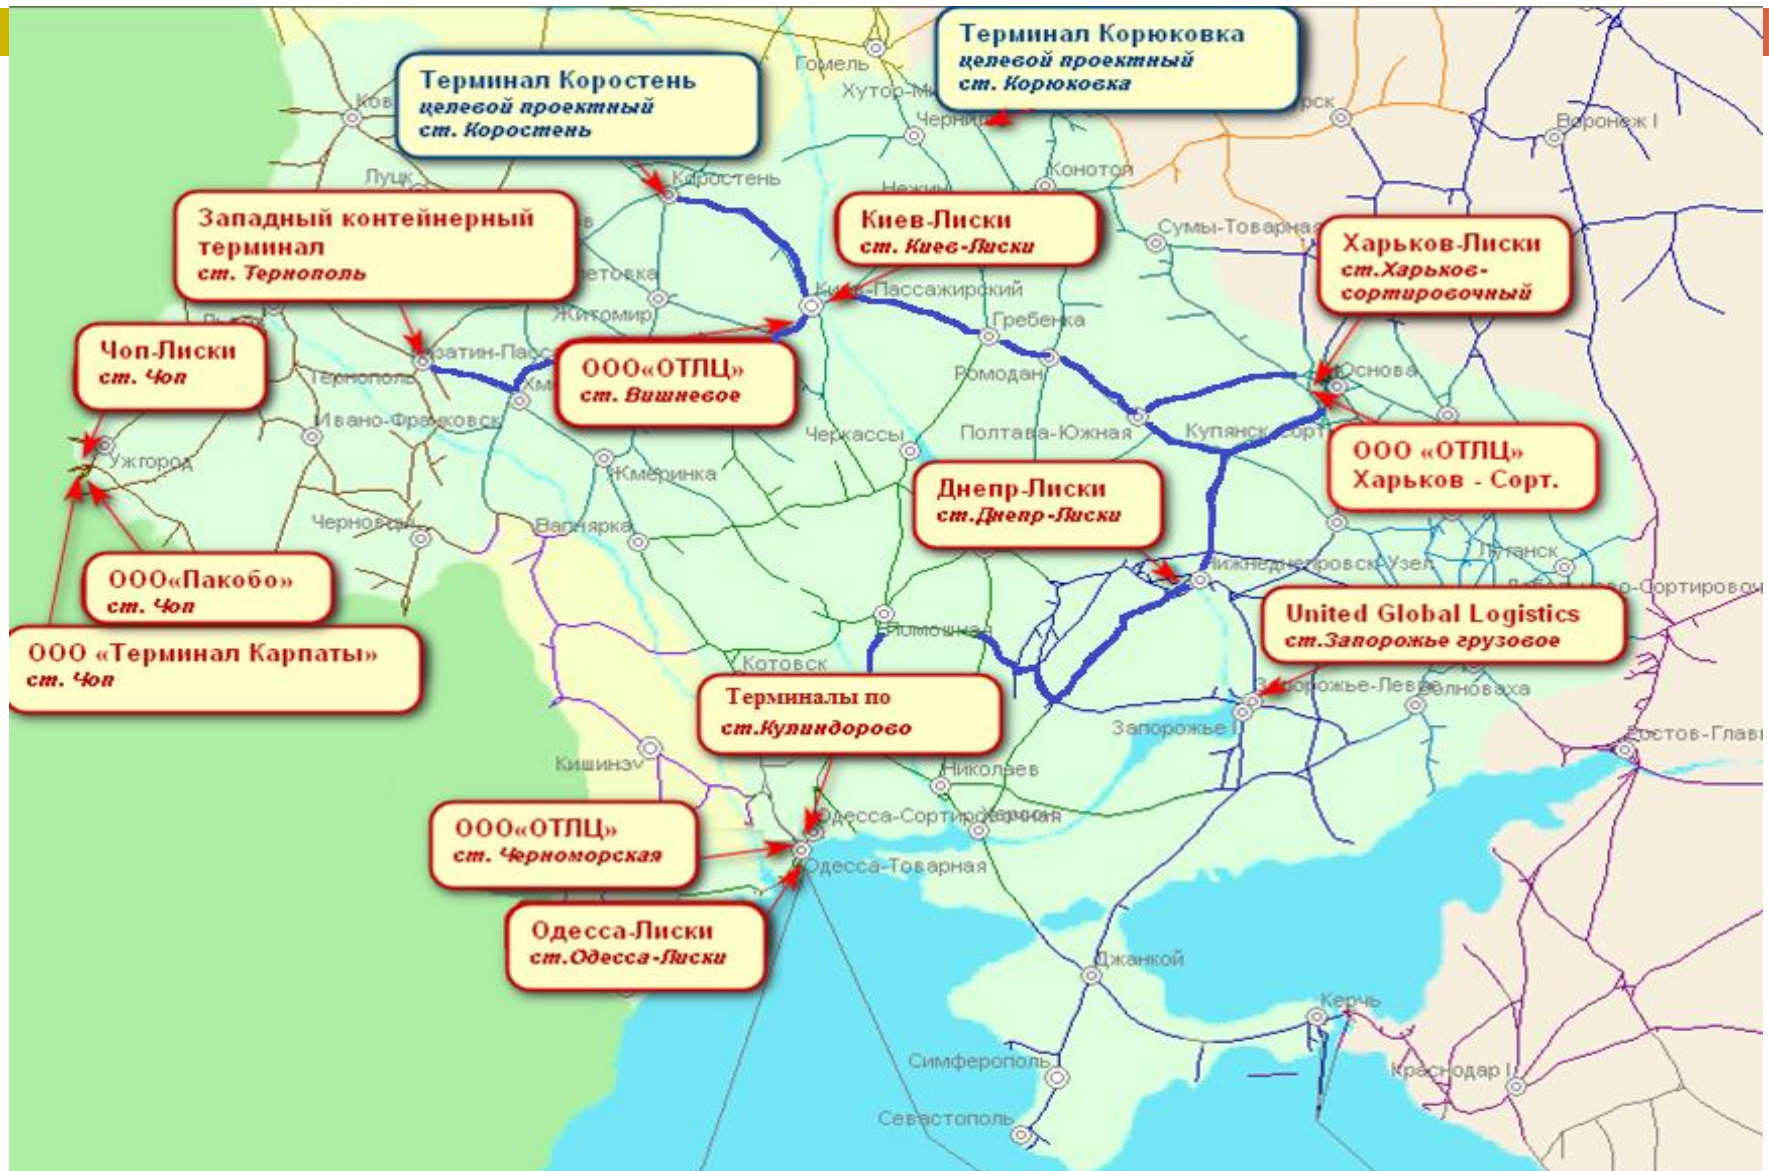 Терминал Корюковка
целевой проектный
ст. Корюковка
Терминал Коростень
целевой проектный
ст. Коростень
Гомель
Воронеж I
Конотоп
Луцк
Коростень
Нежин
Западный контейнерный
терминал
ст. Тернополь
Киев-Лиски
ст. Киев-Лиски
Сумы-Товарная
Харьков-Лиски
ст.Харьков-
сортировочный
Киев-Пассажирский
Житомир
Гребенка
Чоп-Лиски
ст. Чоп
Тернополь
ООО«ОТЛЦ»
ст. Вишневое
Ромодан
Основа
Ивано-Франковск
Черкассы
Полтава-Южная
ООО «ОТЛЦ»
Харьков - Сорт.
Ужгород
Жмеринка
Днепр-Лиски
ст.Днепр-Лиски
Вапнярка
Луганск
Нижнеднепровск-Узел
ООО«Пакобо»
ст. Чоп
United Global Logistics
ст.Запорожье грузовое
Помошная
ООО «Терминал Карпаты»
ст. Чоп
Котовск
Терминалы по
ст.Кулиндорово
Запорожье-Левое
Волноваха
Запорожье I
Кишинэу
Николаев
Одесса-Сортировочная
ООО«ОТЛЦ»
ст. Черноморская
Одесса-Товарная
Одесса-Лиски
ст.Одесса-Лиски
Джанкой
Керчь
Симферополь
Краснодар I
Севастополь